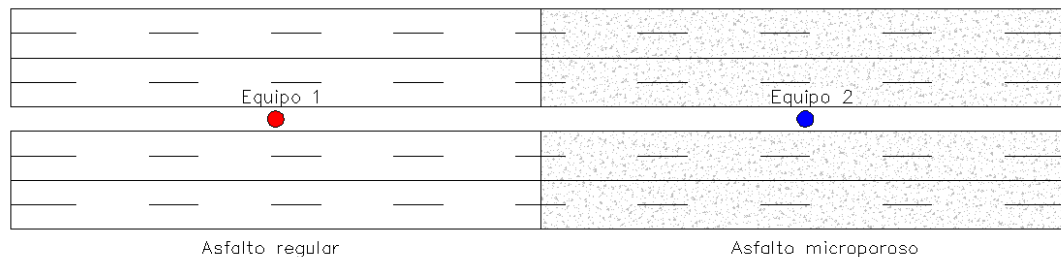 Equipo 1
Equipo 2
Asfalto regular
Asfalto microporoso